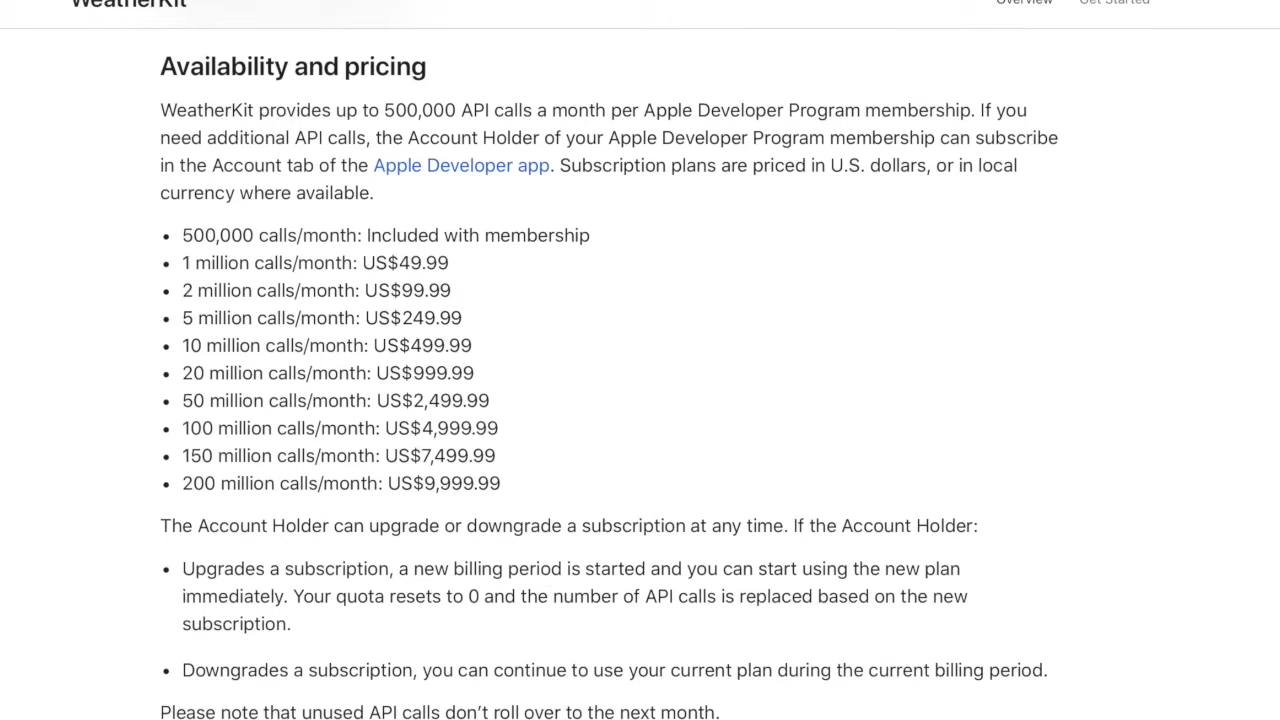 WeatherKit
Overview Get Started
Availability and pricing
WeatherKit provides up to 500,000 API calls a month per Apple Developer Program membership. If you
need additional API calls, the Account Holder of your Apple Developer Program membership can subscribe
in the Account tab of the Apple Developer app. Subscription plans are priced in U.S. dollars, or in local
currency where available.
• 500,000 calls/month: Included with membership
• 1 million calls/month: US$49.99
• 2 million calls/month: US$99.99
• 5 million calls/month: US$249.99
• 10 million calls/month: US$499.99
• 20 million calls/month: US$999.99
• 50 million calls/month: US$2,499.99
• 100 million calls/month: US$4,999.99
• 150 million calls/month: US$7,499.99
• 200 million calls/month: US$9,999.99
The Account Holder can upgrade or downgrade a subscription at any time. If the Account Holder:
• Upgrades a subscription, a new billing period is started and you can start using the new plan
immediately. Your quota resets to 0 and the number of API calls is replaced based on the new
subscription.
• Downgrades a subscription, you can continue to use your current plan during the current billing period.
Please note that unused API calls don’t roll over to the next month.